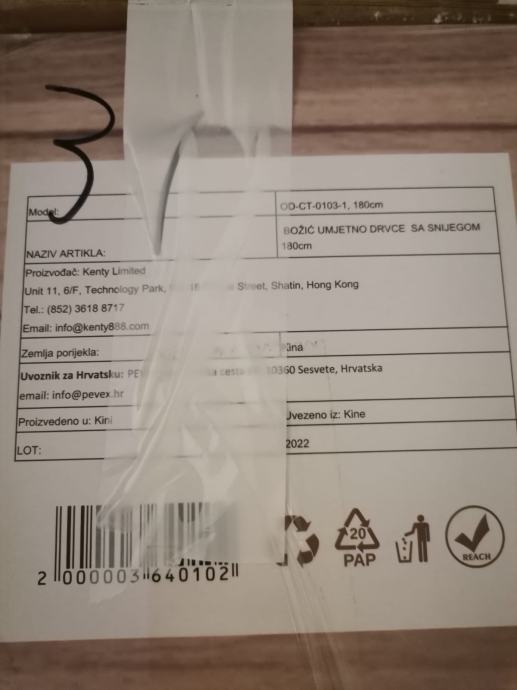 3
Model:
OD-CT-0103-1, 180cm
NAZIV ARTIKLA:
BOŽIĆ UMJETNO DRVCE SA SNIJEGOM
180cm
Proizvođač: Kenty Limited
Unit 11, 6/F, Technology Park, Street, Shatin, Hong Kong
Tel.: (852) 3618 8717
Email: info@kenty888.com
Zemlja porijekla:
Uvoznik za Hrvatsku: cesta 10360 Sesvete, Hrvatska
email: info@pevex.hr
Proizvedeno u: Kini
Uvezeno iz: Kine
LOT:
2022
2 000003 640102
20
PAP
REACH